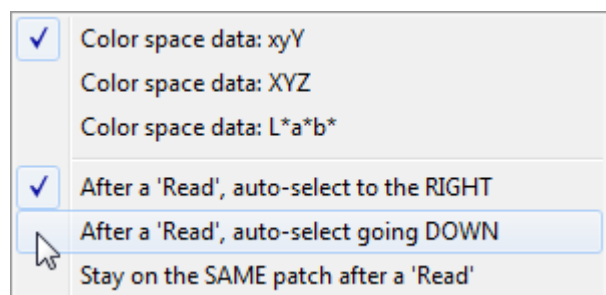 Color space data: xyY
Color space data: XYZ
Color space data: L*a*b*
After a 'Read', auto-select to the RIGHT
After a 'Read', auto-select going DOWN
Stay on the SAME patch after a 'Read'